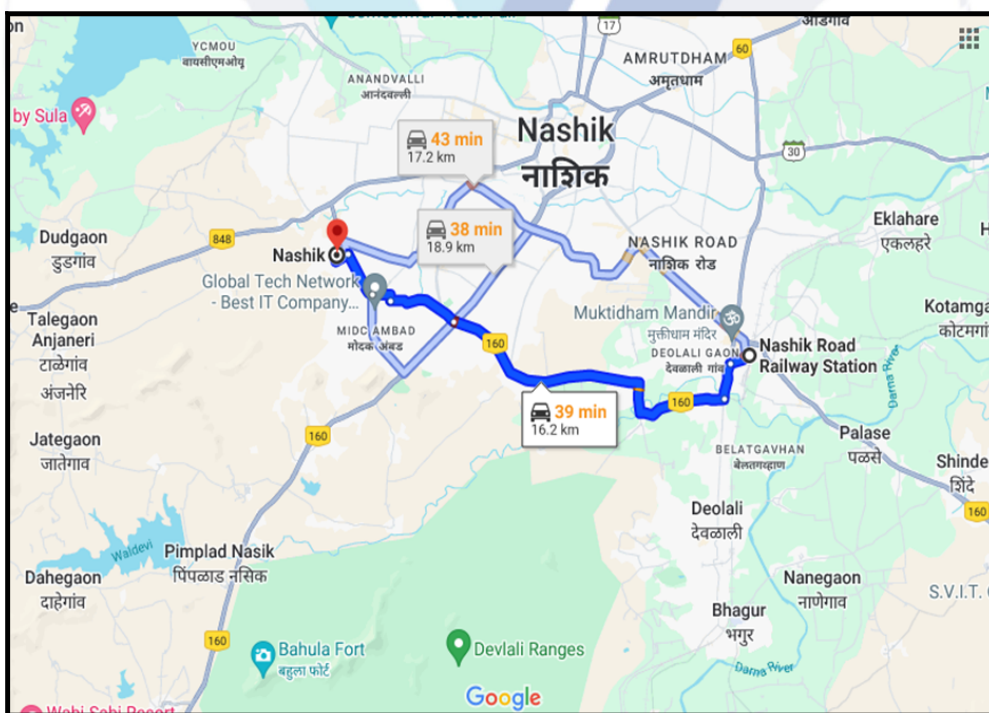 on
17
आडगाव
YCMOU
बायसीएमओयू
AMRUTDHAM
अमृतधाम
60
ANANDVALLI
आनंदवल्ली
by Sula
43 min
17.2 km
Nashik
नाशिक
30
38 min
18.9 km
Dudgaon
डुडगांव
848
Nashik
NASHIK ROAD
नाशिक रोड
Eklahare
एकलहरे
H
Global Tech Network
- Best IT Company...
Talegaon
Anjaneri
टाळेगांव
अंजनेरि
MIDC AMBAD
मोदक अंबड
160
Muktidham Mandir
मुक्तीधाम मंदिर
DEOLALI GAON
देवळाली गांव
Nashik Road
Railway Station
Kotamga
कोटमगां
Darna River
39 min
16.2 km
160
160
Jategaon
जातेगाव
BELATGAVHAN
बेलतगव्हाण
Palase
पळसे
Shinde
शिंदे
160
Deolali
देवळाली
Waldevi
Pimplad Nasik
पिंपळाड नसिक
Dahegaon
दाहेगांव
Nanegaon
नाणेगाव
S.V.I.T.
Bhagur
भगुर
160
Bahula Fort
बहुला फोर्ट
Devlali Ranges
Darna River
Google